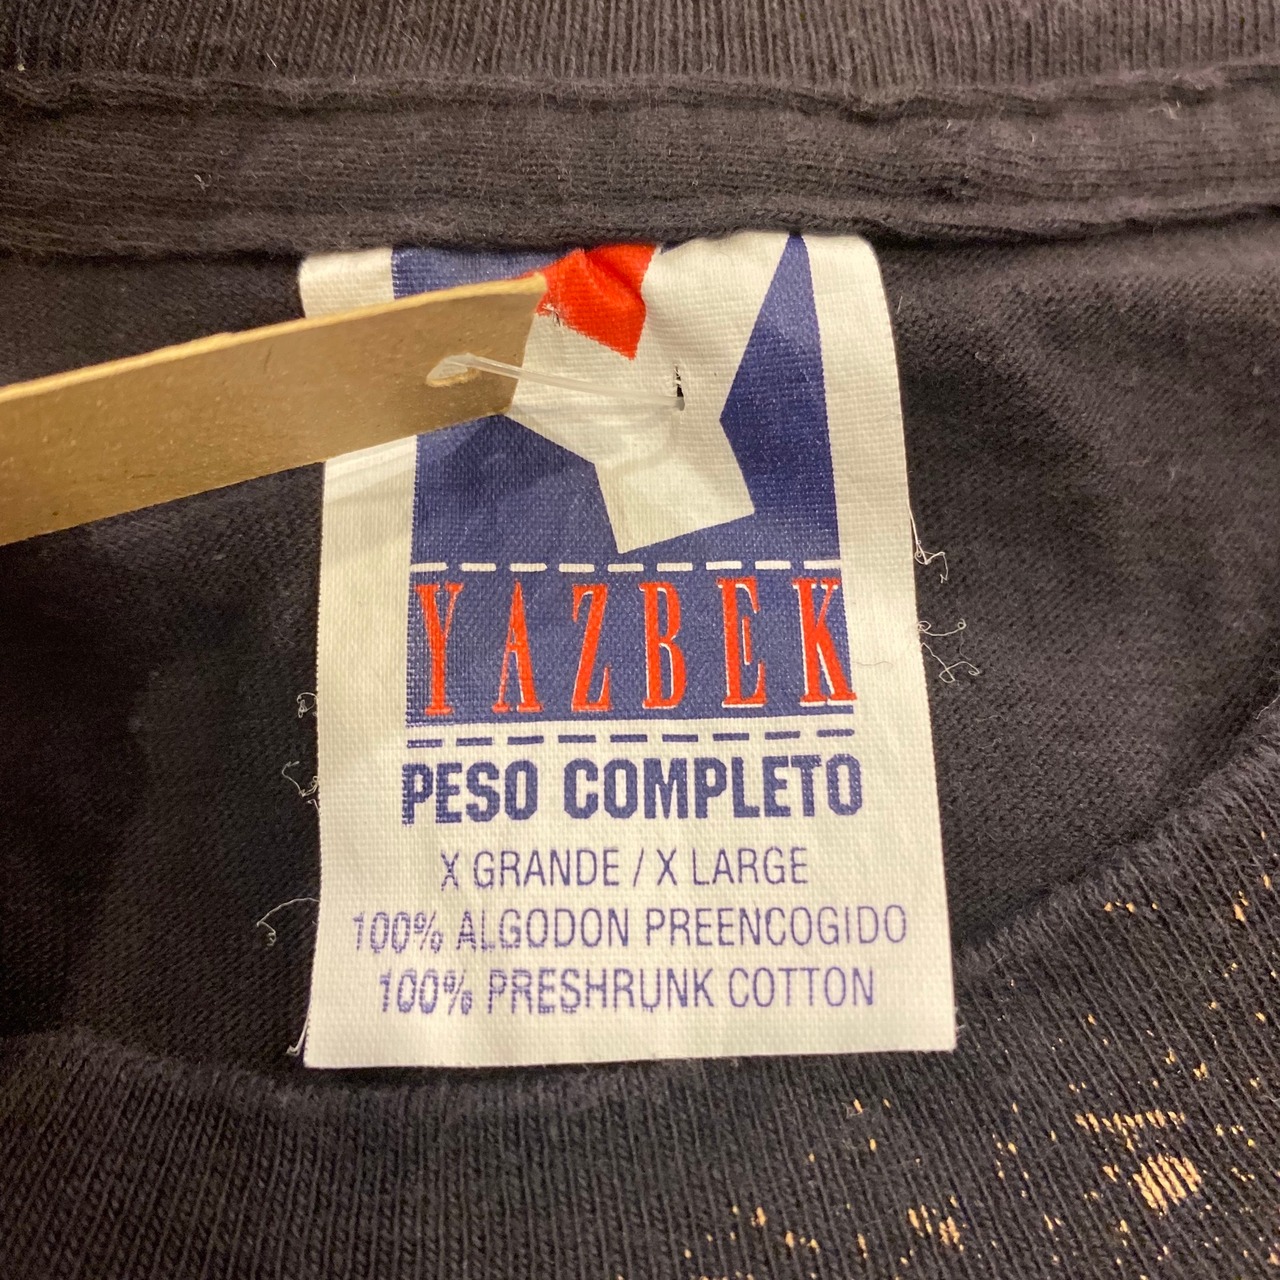 YAZBEK
PESO COMPLETO
X GRANDE / X LARGE
100% ALGODON PREENCOGIDO
100% PRESHRUNK COTTON